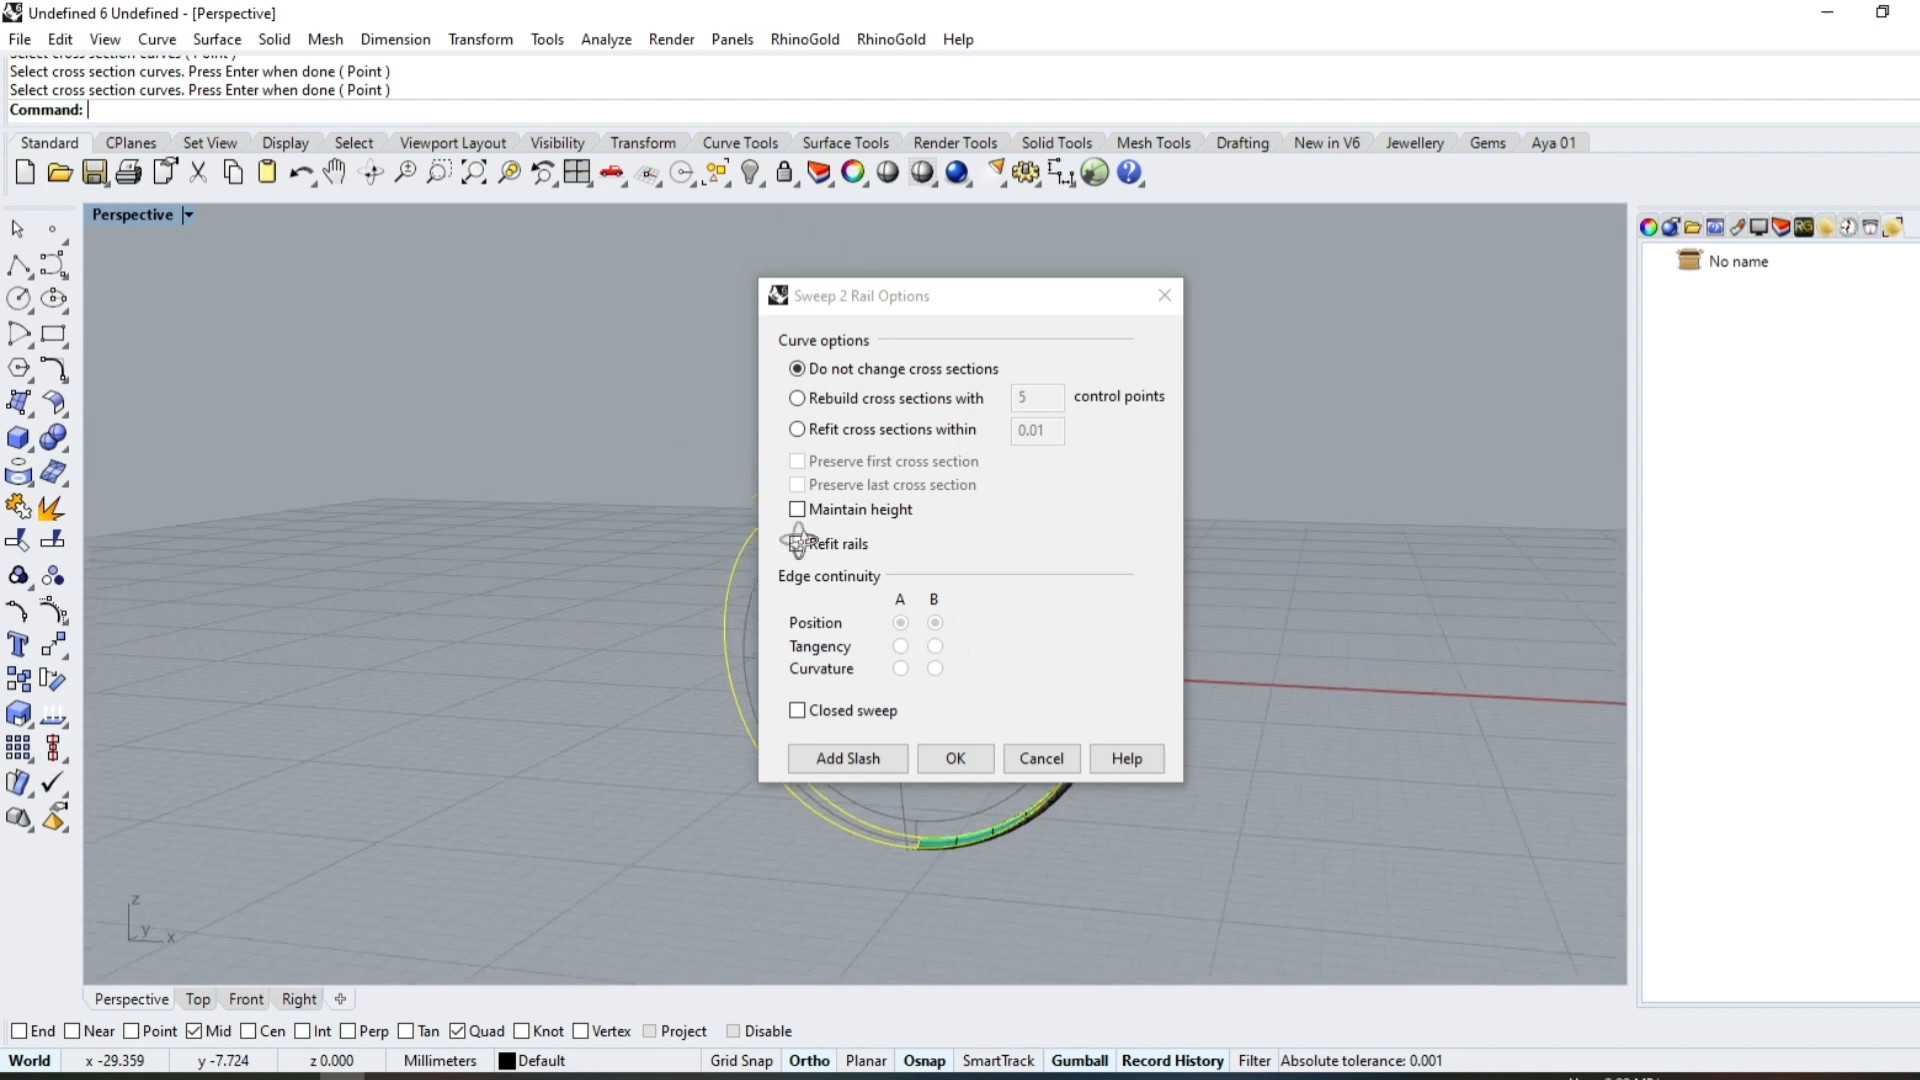 Undefined 6 Undefined - [Perspective]
File Edit View Curve Surface Solid Mesh Dimension Transform Tools Analyze Render Panels RhinoGold RhinoGold Help
Select cross section curves. Press Enter when done ( Point )
Select cross section curves. Press Enter when done ( Point )
Command:
Standard CPlanes Set View Display Select Viewport Layout Visibility Transform Curve Tools Surface Tools Render Tools Solid Tools Mesh Tools Drafting New in V6 Jewellery Gems Aya 01
Perspective
No name
Sweep 2 Rail Options
Curve options
Do not change cross sections
Rebuild cross sections with 5 control points
Refit cross sections within 0.01
Preserve first cross section
Preserve last cross section
Maintain height
Refit rails
Edge continuity
A B
Position
Tangency
Curvature
Closed sweep
Add Slash OK Cancel Help
z
y x
Perspective Top Front Right
End Near Point Mid Cen Int Perp Tan Quad Knot Vertex Project Disable
World x -29.359 y -7.724 z 0.000 Millimeters Default Grid Snap Ortho Planar Osnap SmartTrack Gumball Record History Filter Absolute tolerance: 0.001